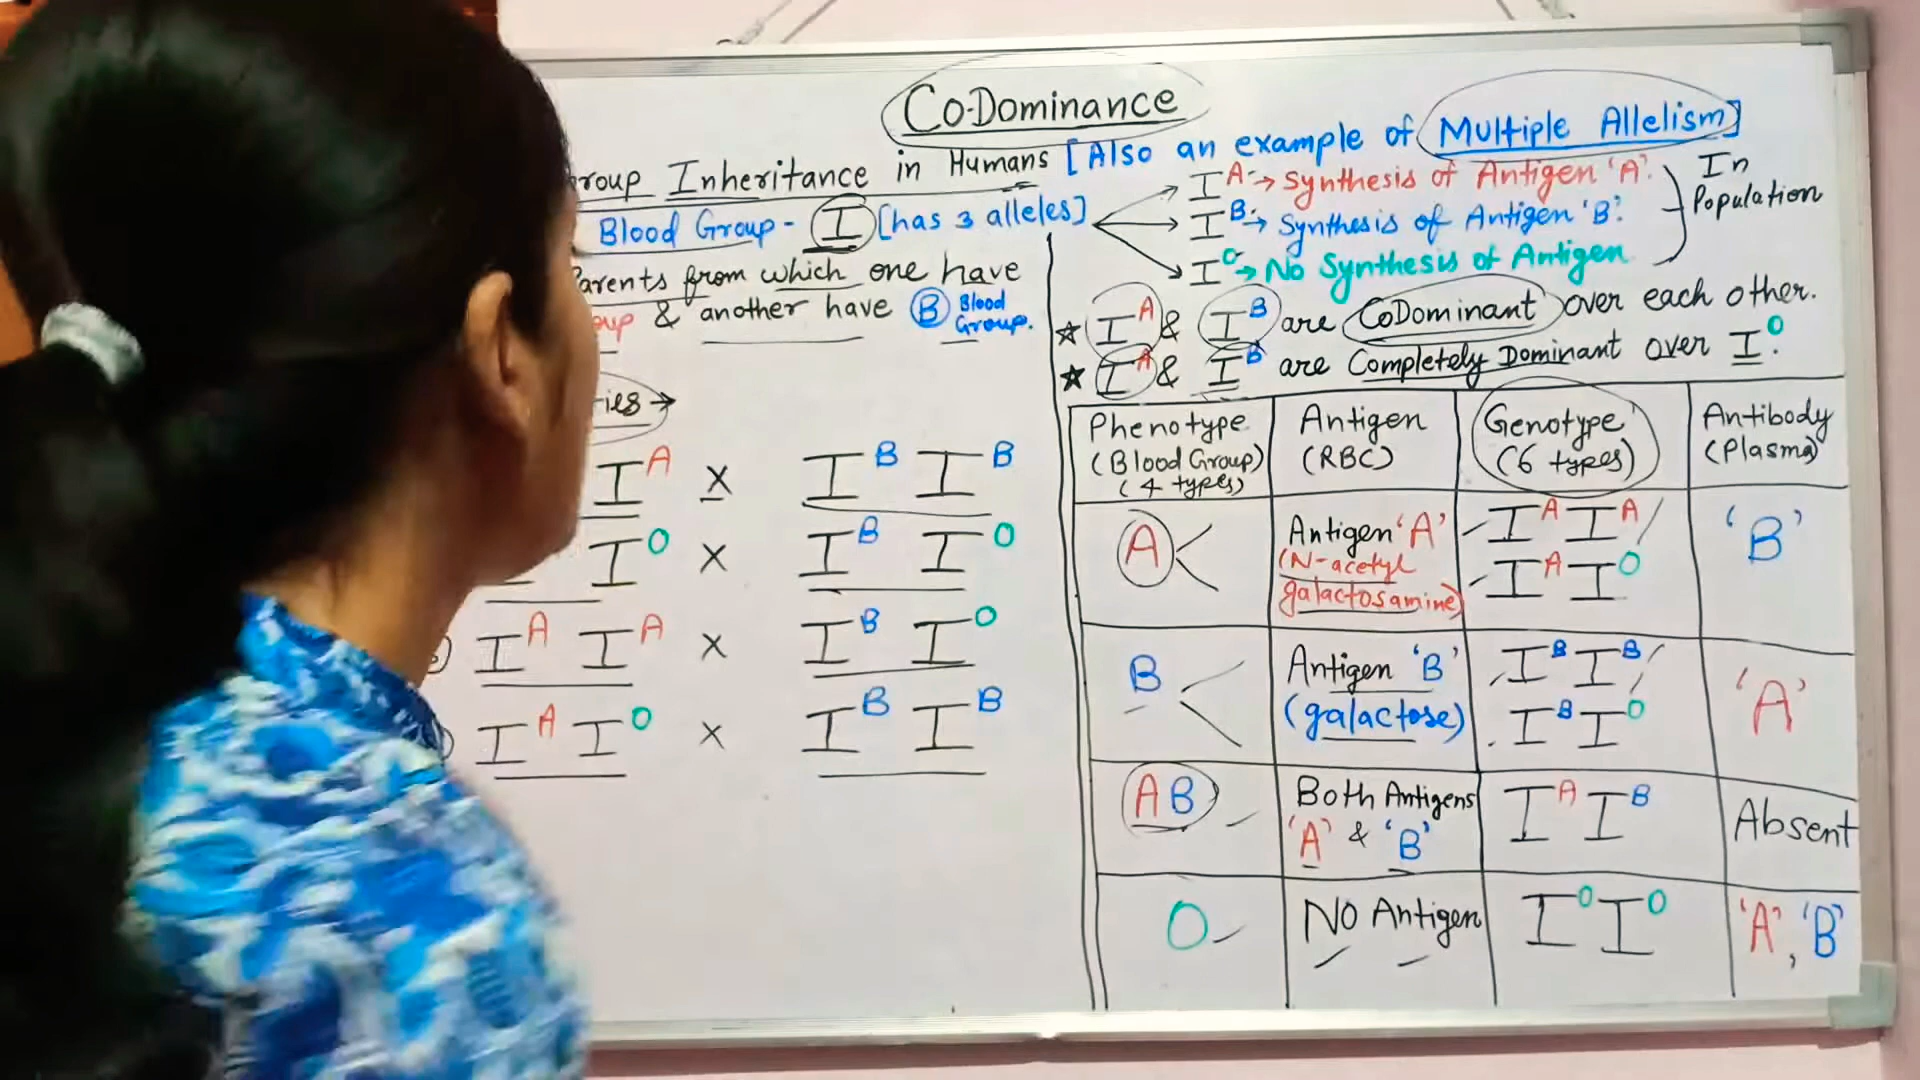 Co-Dominance
Group Inheritance in Humans [Also an example of Multiple Allelism]
Blood Group - I [has 3 alleles]
I^A → Synthesis of Antigen 'A'.
I^B → Synthesis of Antigen 'B'.
I^O → No Synthesis of Antigen
In
Population
Parents from which one have
& another have B Blood
Group.
☆ I^A & I^B are CoDominant over each other.
★ I^A & I^B are Completely Dominant over I^O.
→
I^A x I^B I^B
I^O x I^B I^O
I^A I^A x I^B I^O
I^A I^O x I^B I^B
Phenotype
(Blood Group)
(4 types)
Antigen
(RBC)
Genotype
(6 types)
Antibody
(Plasma)
A
Antigen 'A'
(N-acetyl
galactosamine)
I^A I^A
I^A I^O
'B'
B
Antigen 'B'
(galactose)
I^B I^B
I^B I^O
'A'
AB
Both Antigens
'A' & 'B'
I^A I^B
Absent
O
NO Antigen
I^O I^O
'A', 'B'